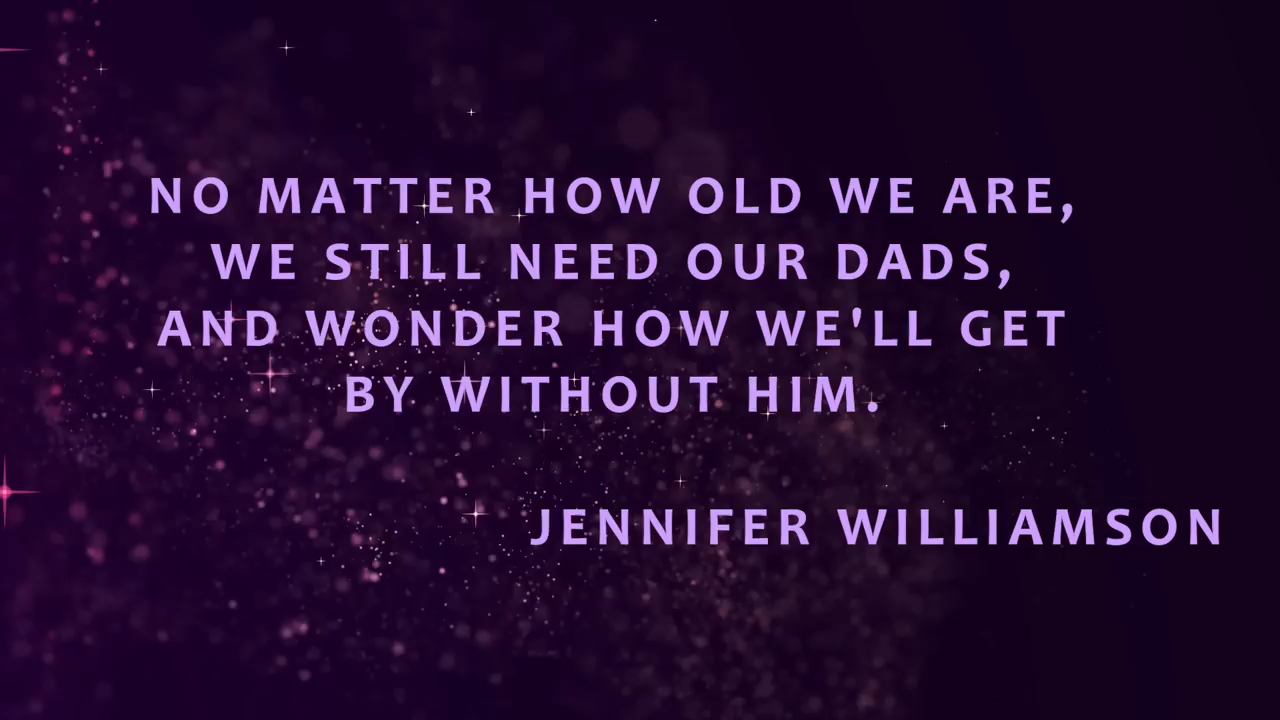 NO MATTER HOW OLD WE ARE,
WE STILL NEED OUR DADS,
AND WONDER HOW WE'LL GET
BY WITHOUT HIM.
JENNIFER WILLIAMSON